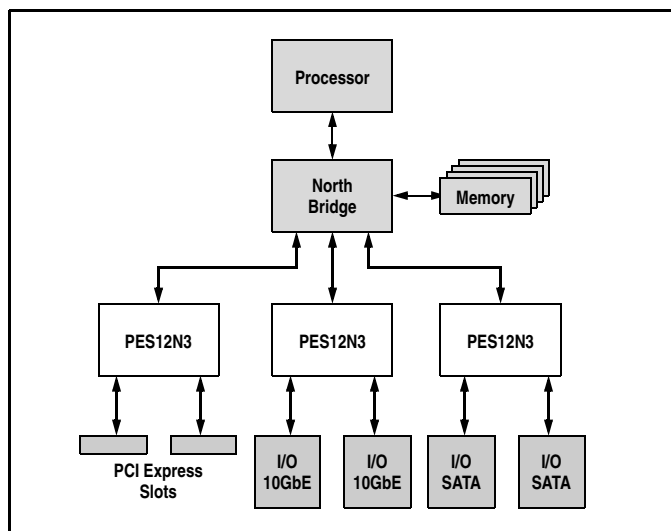 Processor
North
Bridge
Memory
PES12N3
PES12N3
PES12N3
PCI Express
Slots
I/O
10GbE
I/O
10GbE
I/O
SATA
I/O
SATA